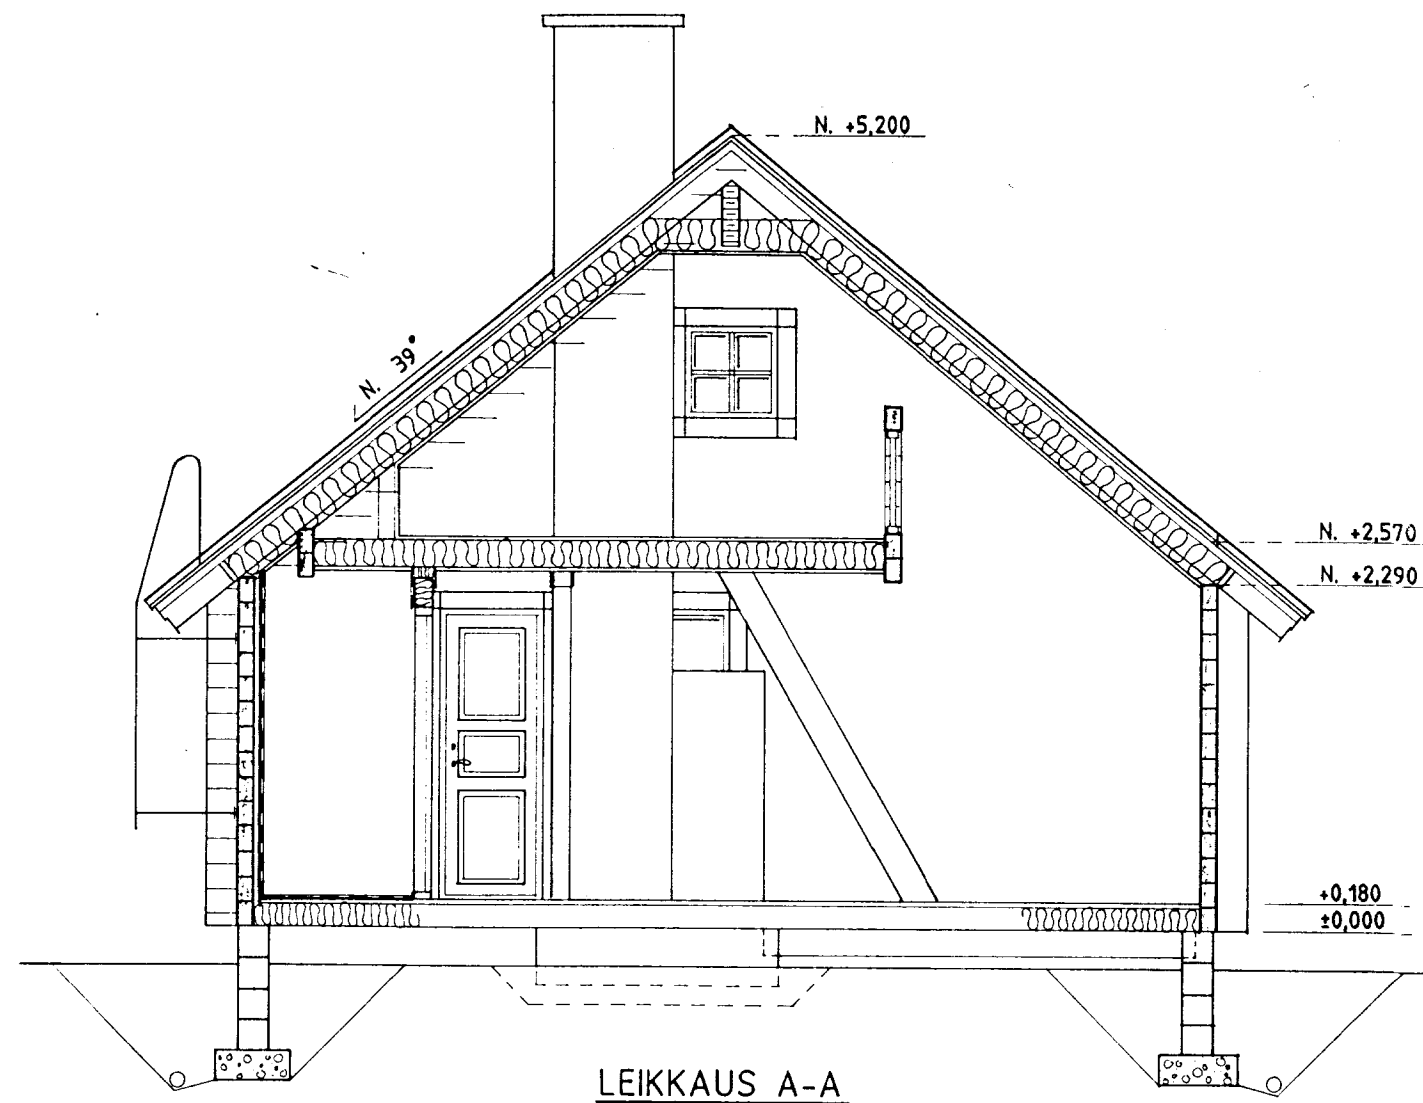 N. +5,200
N. 39°
N. +2,570
N. +2,290
+0,180
±0,000
LEIKKAUS A-A